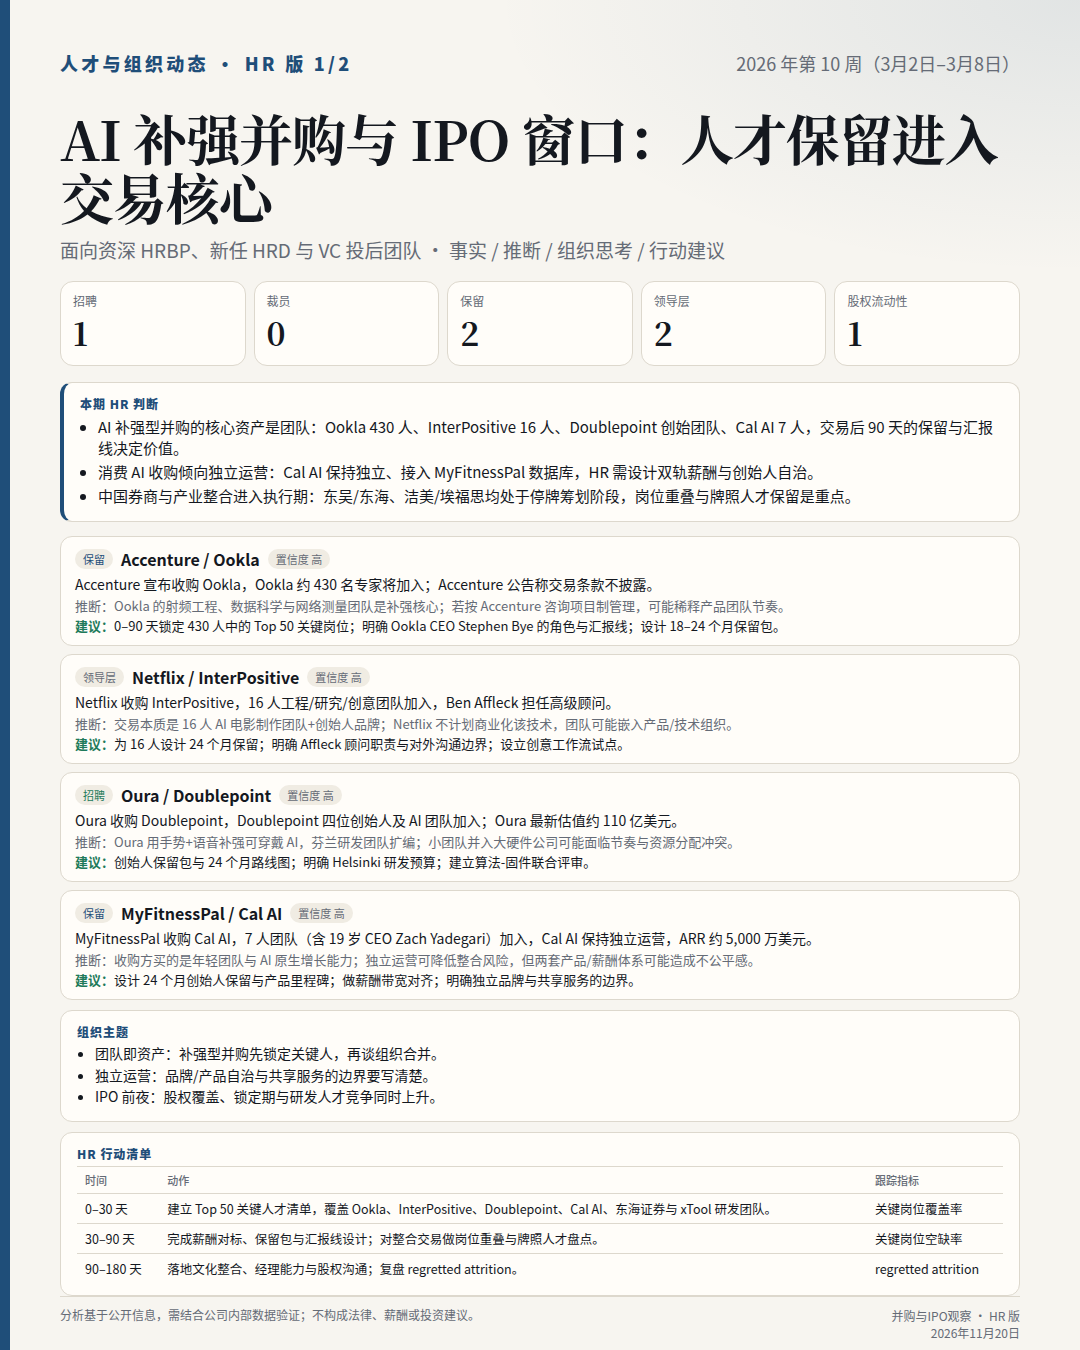 人才与组织动态 · HR 版 1/2
2026 年第 10 周（3月2日–3月8日）
AI 补强并购与 IPO 窗口：人才保留进入
交易核心
面向资深 HRBP、新任 HRD 与 VC 投后团队 · 事实 / 推断 / 组织思考 / 行动建议
招聘
1
裁员
0
保留
2
领导层
2
股权流动性
1
本期 HR 判断
• AI 补强型并购的核心资产是团队：Ookla 430 人、InterPositive 16 人、Doublepoint 创始团队、Cal AI 7 人，交易后 90 天的保留与汇报
线决定价值。
• 消费 AI 收购倾向独立运营：Cal AI 保持独立、接入 MyFitnessPal 数据库，HR 需设计双轨薪酬与创始人自治。
• 中国券商与产业整合进入执行期：东吴/东海、洁美/埃福思均处于停牌筹划阶段，岗位重叠与牌照人才保留是重点。
保留 Accenture / Ookla 置信度 高
Accenture 宣布收购 Ookla，Ookla 约 430 名专家将加入；Accenture 公告称交易条款不披露。
推断：Ookla 的射频工程、数据科学与网络测量团队是补强核心；若按 Accenture 咨询项目制管理，可能稀释产品团队节奏。
建议：0–90 天锁定 430 人中的 Top 50 关键岗位；明确 Ookla CEO Stephen Bye 的角色与汇报线；设计 18–24 个月保留包。
领导层 Netflix / InterPositive 置信度 高
Netflix 收购 InterPositive，16 人工程/研究/创意团队加入，Ben Affleck 担任高级顾问。
推断：交易本质是 16 人 AI 电影制作团队+创始人品牌；Netflix 不计划商业化该技术，团队可能嵌入产品/技术组织。
建议：为 16 人设计 24 个月保留；明确 Affleck 顾问职责与对外沟通边界；设立创意工作流试点。
招聘 Oura / Doublepoint 置信度 高
Oura 收购 Doublepoint，Doublepoint 四位创始人及 AI 团队加入；Oura 最新估值约 110 亿美元。
推断：Oura 用手势+语音补强可穿戴 AI，芬兰研发团队扩编；小团队并入大硬件公司可能面临节奏与资源分配冲突。
建议：创始人保留包与 24 个月路线图；明确 Helsinki 研发预算；建立算法-固件联合评审。
保留 MyFitnessPal / Cal AI 置信度 高
MyFitnessPal 收购 Cal AI，7 人团队（含 19 岁 CEO Zach Yadegari）加入，Cal AI 保持独立运营，ARR 约 5,000 万美元。
推断：收购方买的是年轻团队与 AI 原生增长能力；独立运营可降低整合风险，但两套产品/薪酬体系可能造成不公平感。
建议：设计 24 个月创始人保留与产品里程碑；做薪酬带宽对齐；明确独立品牌与共享服务的边界。
组织主题
• 团队即资产：补强型并购先锁定关键人，再谈组织合并。
• 独立运营：品牌/产品自治与共享服务的边界要写清楚。
• IPO 前夜：股权覆盖、锁定期与研发人才竞争同时上升。
HR 行动清单
时间 动作 跟踪指标
0–30 天 建立 Top 50 关键人才清单，覆盖 Ookla、InterPositive、Doublepoint、Cal AI、东海证券与 xTool 研发团队。 关键岗位覆盖率
30–90 天 完成薪酬对标、保留包与汇报线设计；对整合交易做岗位重叠与牌照人才盘点。 关键岗位空缺率
90–180 天 落地文化整合、经理能力与股权沟通；复盘 regretted attrition。 regretted attrition
分析基于公开信息，需结合公司内部数据验证；不构成法律、薪酬或投资建议。
并购与IPO观察 · HR 版
2026年11月20日